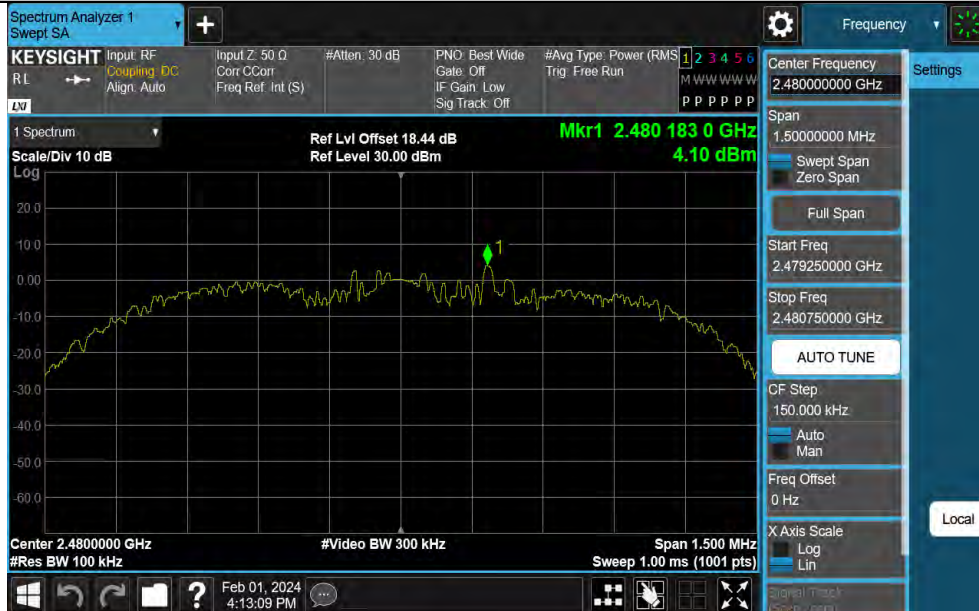 Spectrum Analyzer 1
Swept SA
Frequency
KEYSIGHT
R L
LXI
Input: RF
Coupling: DC
Align: Auto
Input Z: 50 Ω
Corr CCorr
Freq Ref: Int (S)
#Atten: 30 dB
PNO: Best Wide
Gate: Off
IF Gain: Low
Sig Track: Off
#Avg Type: Power (RMS
Trig: Free Run
1 2 3 4 5 6
M W W W W W
P P P P P P
1 Spectrum
Scale/Div 10 dB
Log
Ref Lvl Offset 18.44 dB
Ref Level 30.00 dBm
Mkr1 2.480 183 0 GHz
4.10 dBm
1
20.0
10.0
0.00
-10.0
-20.0
-30.0
-40.0
-50.0
-60.0
Center 2.4800000 GHz
#Res BW 100 kHz
#Video BW 300 kHz
Span 1.500 MHz
Sweep 1.00 ms (1001 pts)
Feb 01, 2024
4:13:09 PM
Center Frequency
2.480000000 GHz
Span
1.50000000 MHz
Swept Span
Zero Span
Full Span
Start Freq
2.479250000 GHz
Stop Freq
2.480750000 GHz
AUTO TUNE
CF Step
150.000 kHz
Auto
Man
Freq Offset
0 Hz
X Axis Scale
Log
Lin
Signal Track
Settings
Local